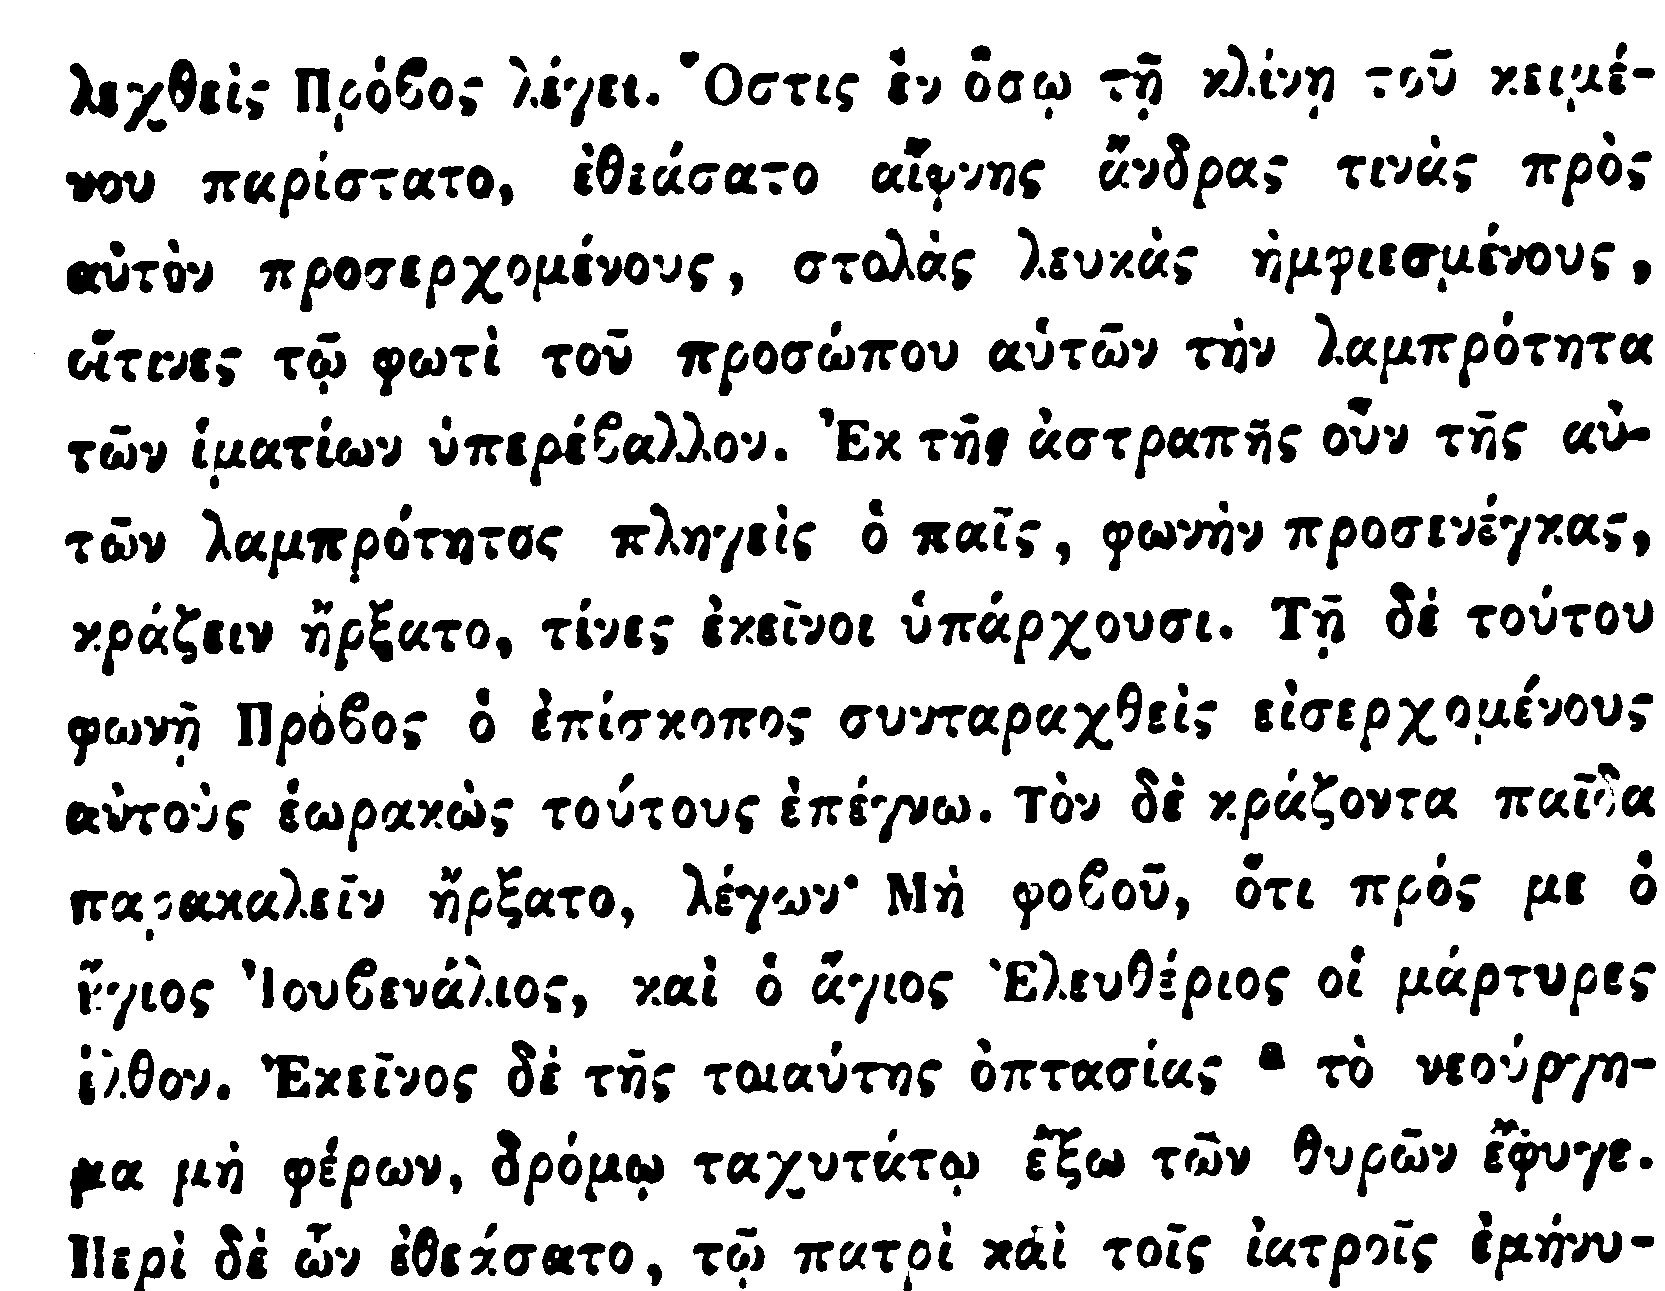 λεχθεὶς Πρόβος λέγει. Ὅστις ἐν ὅσῳ τῇ κλίνῃ τοῦ κειμέ-
νου παρίστατο, ἐθεάσατο αἴφνης ἄνδρας τινὰς πρὸς
αὐτὸν προσερχομένους, στολὰς λευκὰς ἠμφιεσμένους,
οἵτινες τῷ φωτὶ τοῦ προσώπου αὐτῶν τὴν λαμπρότητα
τῶν ἱματίων ὑπερέβαλλον. Ἐκ τῆς ἀστραπῆς οὖν τῆς αὐ-
τῶν λαμπρότητος πληγεὶς ὁ παῖς, φωνὴν προσενέγκας,
κράζειν ἤρξατο, τίνες ἐκεῖνοι ὑπάρχουσι. Τῇ δὲ τούτου
φωνῇ Πρόβος ὁ ἐπίσκοπος συνταραχθεὶς εἰσερχομένους
αὐτοὺς ἑωρακὼς τούτους ἐπέγνω. Τὸν δὲ κράζοντα παῖδα
παρακαλεῖν ἤρξατο, λέγων· Μὴ φοβοῦ, ὅτι πρός με ὁ
ἅγιος Ἰουβενάλιος, καὶ ὁ ἅγιος Ἐλευθέριος οἱ μάρτυρες
ἦλθον. Ἐκεῖνος δὲ τῆς τοιαύτης ὀπτασίας a τὸ νεούργη-
μα μὴ φέρων, δρόμῳ ταχυτάτῳ ἔξω τῶν θυρῶν ἔφυγε.
Περὶ δὲ ὧν ἐθεάσατο, τῷ πατρὶ καὶ τοῖς ἰατροῖς ἐμήνυ-